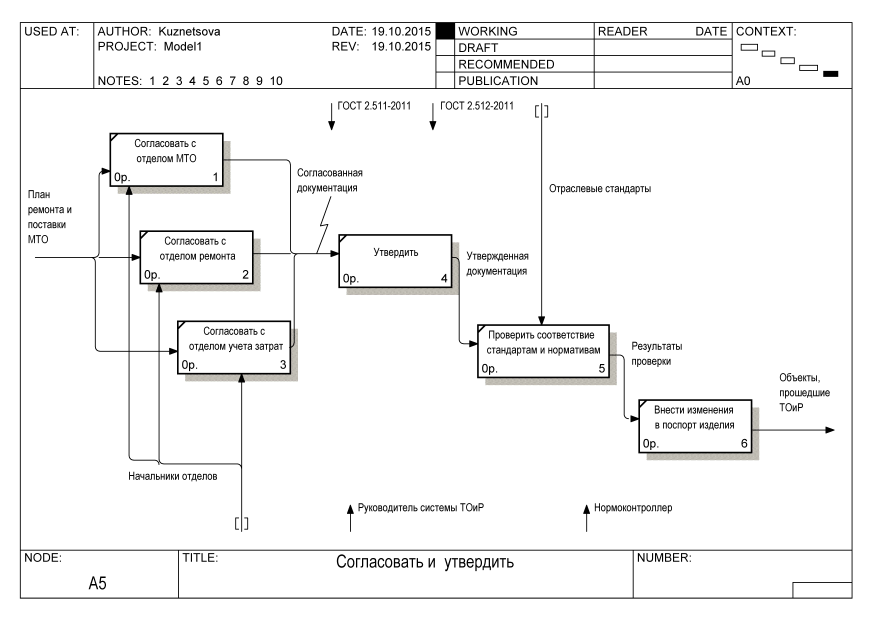 USED AT:
AUTHOR: Kuznetsova
DATE: 19.10.2015
WORKING
READER
DATE
CONTEXT:
PROJECT: Model1
REV: 19.10.2015
DRAFT
RECOMMENDED
NOTES: 1 2 3 4 5 6 7 8 9 10
PUBLICATION
A0
ГОСТ 2.511-2011
ГОСТ 2.512-2011
Согласовать с
отделом МТО
0р.
1
Согласованная
документация
Отраслевые стандарты
План
ремонта и
поставки
МТО
Согласовать с
отделом ремонта
0р.
2
Утвердить
0р.
4
Утвержденная
документация
Согласовать с
отделом учета затрат
0р.
3
Проверить соответствие
стандартам и нормативам
0р.
5
Результаты
проверки
Объекты,
прошедшие
ТОиР
Внести изменения
в поспорт изделия
0р.
6
Начальники отделов
Руководитель системы ТОиР
Нормоконтроллер
NODE:
TITLE:
NUMBER:
Согласовать и утвердить
A5